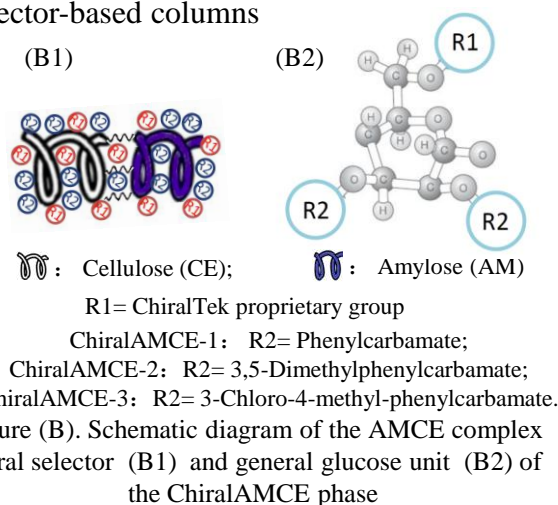 ector-based columns
(B1)
(B2)
R1
R2
R2
: Cellulose (CE);
: Amylose (AM)
R1= ChiralTek proprietary group
ChiralAMCE-1: R2= Phenylcarbamate;
ChiralAMCE-2: R2= 3,5-Dimethylphenylcarbamate;
hiralAMCE-3: R2= 3-Chloro-4-methyl-phenylcarbamate.
ure (B). Schematic diagram of the AMCE complex
ral selector (B1) and general glucose unit (B2) of
the ChiralAMCE phase